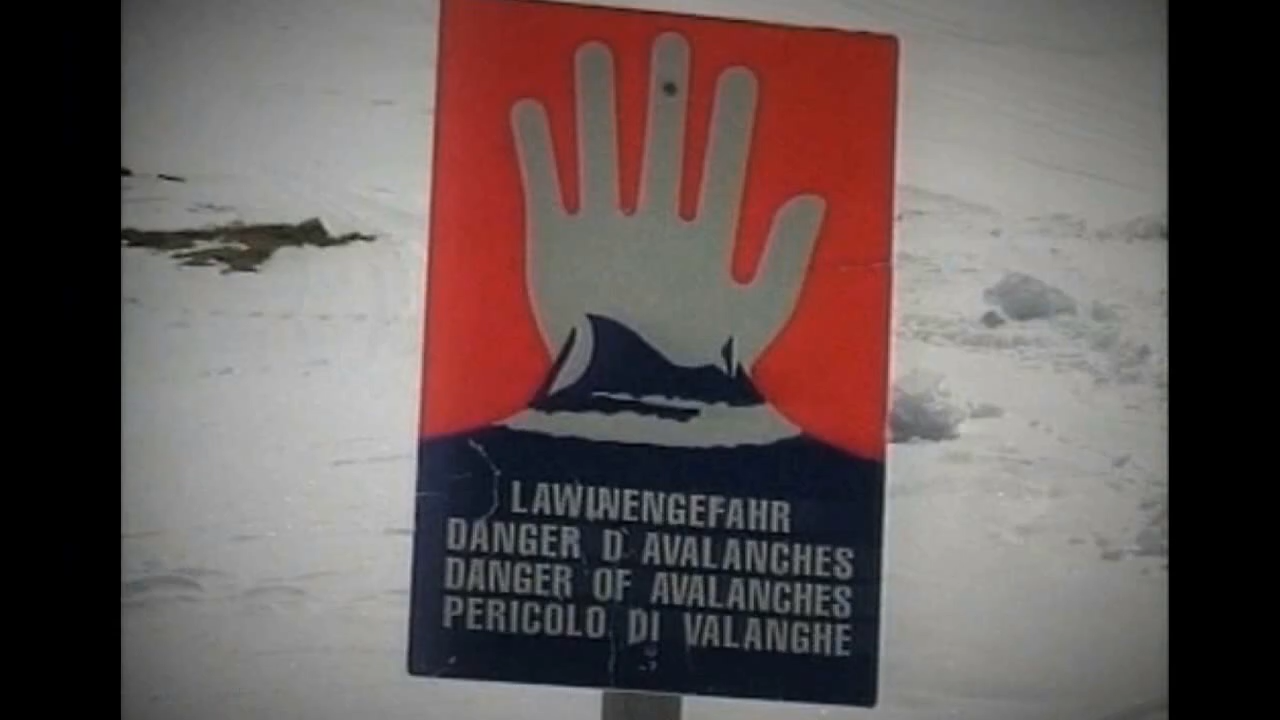 LAWINENGEFAHR
DANGER D' AVALANCHES
DANGER OF AVALANCHES
PERICOLO DI VALANGHE